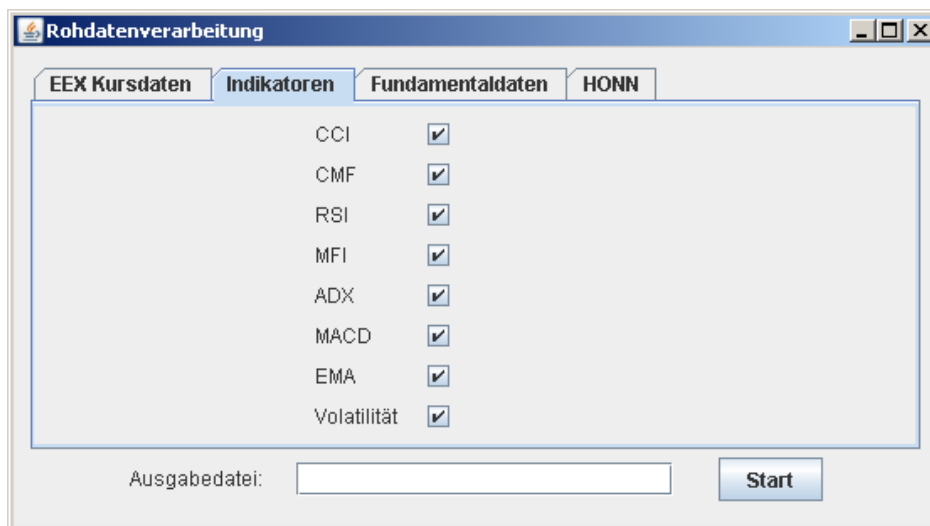 Rohdatenverarbeitung
EEX Kursdaten Indikatoren Fundamentaldaten HONN
CCI
CMF
RSI
MFI
ADX
MACD
EMA
Volatilität
Ausgabedatei: Start